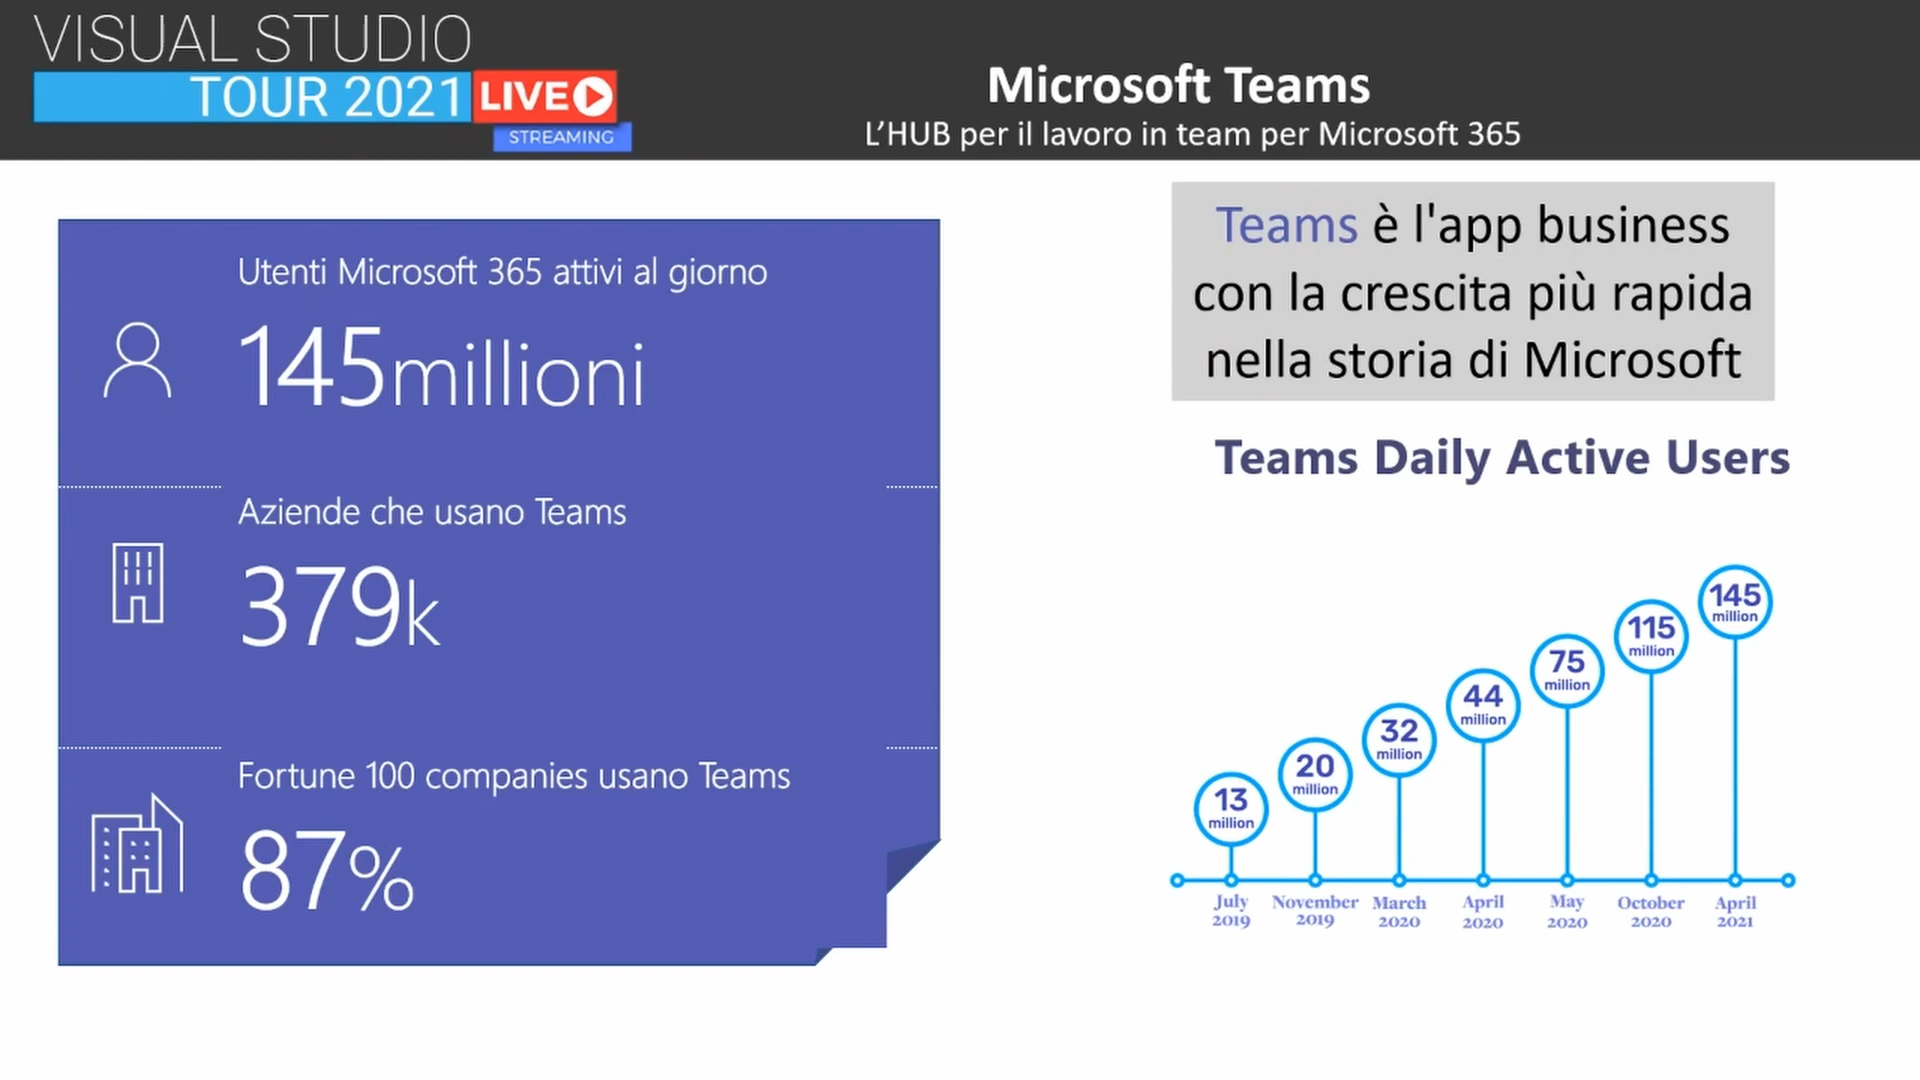 VISUAL STUDIO
TOUR 2021 LIVE
STREAMING
Microsoft Teams
L’HUB per il lavoro in team per Microsoft 365
Utenti Microsoft 365 attivi al giorno
145millioni
Aziende che usano Teams
379k
Fortune 100 companies usano Teams
87%
Teams è l'app business
con la crescita più rapida
nella storia di Microsoft
Teams Daily Active Users
13
million
20
million
32
million
44
million
75
million
115
million
145
million
July
2019
November
2019
March
2020
April
2020
May
2020
October
2020
April
2021